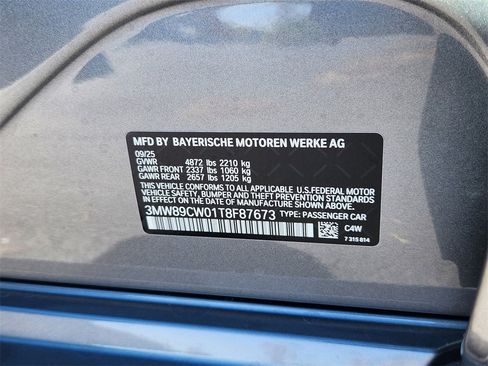 MFD BY BAYERISCHE MOTOREN WERKE AG
09/25
GVWR 4872 lbs 2210 kg
GAWR FRONT 2337 lbs 1060 kg
GAWR REAR 2657 lbs 1205 kg
THIS VEHICLE CONFORMS TO ALL APPLICABLE U.S.FEDERAL MOTOR
VEHICLE SAFETY, BUMPER, AND THEFT PREVENTION STANDARDS
IN EFFECT ON THE DATE OF MANUFACTURE SHOWN ABOVE.
3MW89CW01T8F87673 TYPE: PASSENGER CAR
C4W
7 315 814